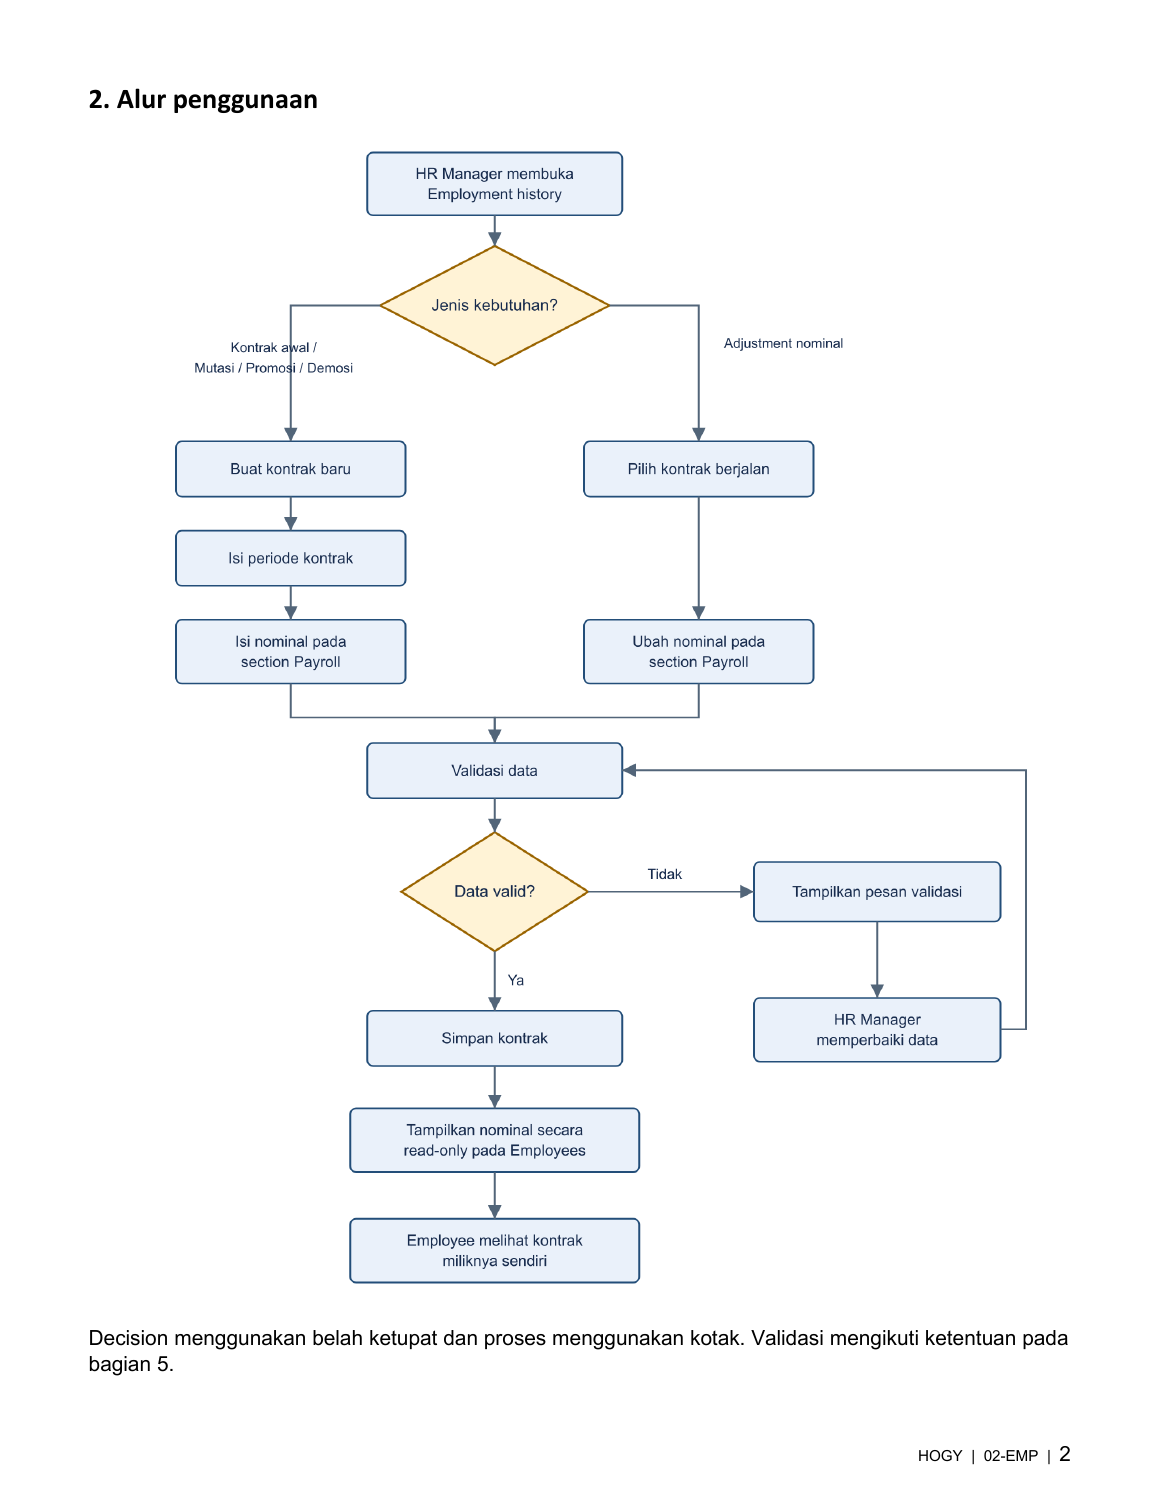 2. Alur penggunaan
HR Manager membuka
Employment history
Jenis kebutuhan?
Kontrak awal /
Mutasi / Promosi / Demosi
Adjustment nominal
Buat kontrak baru
Pilih kontrak berjalan
Isi periode kontrak
Isi nominal pada
section Payroll
Ubah nominal pada
section Payroll
Validasi data
Data valid?
Tidak
Tampilkan pesan validasi
Ya
HR Manager
memperbaiki data
Simpan kontrak
Tampilkan nominal secara
read-only pada Employees
Employee melihat kontrak
miliknya sendiri
Decision menggunakan belah ketupat dan proses menggunakan kotak. Validasi mengikuti ketentuan pada
bagian 5.
HOGY | 02-EMP | 2